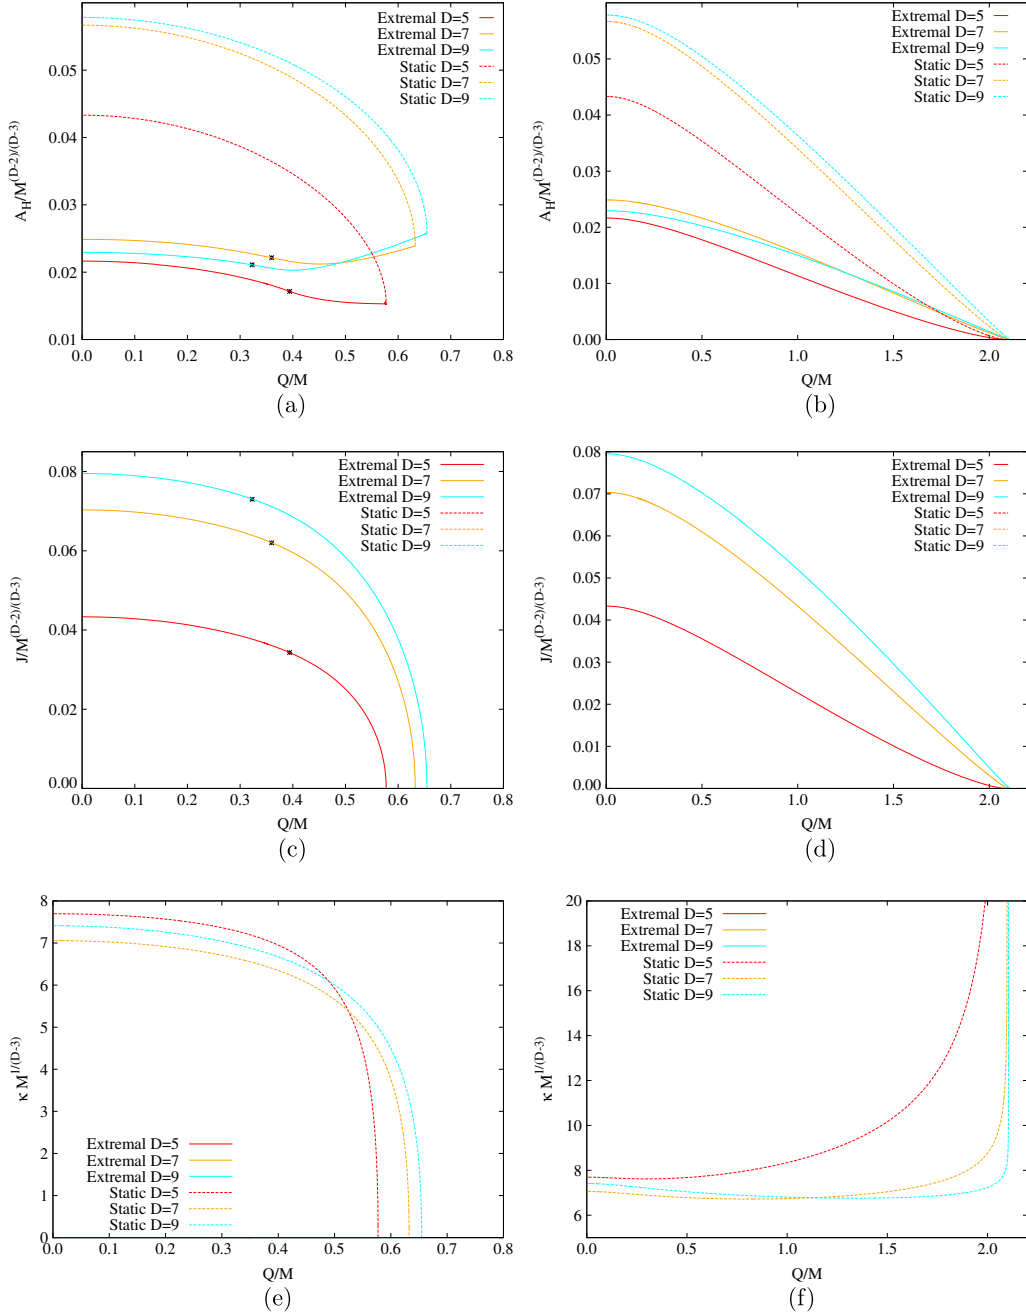 Extremal D=5
Extremal D=7
Extremal D=9
Static D=5
Static D=7
Static D=9
0.05
0.04
0.03
0.02
0.01
A_H/M^(D-2)/(D-3)
0.0 0.1 0.2 0.3 0.4 0.5 0.6 0.7 0.8
Q/M
(a)
Extremal D=5
Extremal D=7
Extremal D=9
Static D=5
Static D=7
Static D=9
0.06
0.05
0.04
0.03
0.02
0.01
0.00
A_H/M^(D-2)/(D-3)
0.0 0.5 1.0 1.5 2.0
Q/M
(b)
Extremal D=5
Extremal D=7
Extremal D=9
Static D=5
Static D=7
Static D=9
0.08
0.06
0.04
0.02
0.00
J/M^(D-2)/(D-3)
0.0 0.1 0.2 0.3 0.4 0.5 0.6 0.7 0.8
Q/M
(c)
Extremal D=5
Extremal D=7
Extremal D=9
Static D=5
Static D=7
Static D=9
0.08
0.07
0.06
0.05
0.04
0.03
0.02
0.01
0.00
J/M^(D-2)/(D-3)
0.0 0.5 1.0 1.5 2.0
Q/M
(d)
8
7
6
5
4
3
2
1
0
κ M^1/(D-3)
Extremal D=5
Extremal D=7
Extremal D=9
Static D=5
Static D=7
Static D=9
0.0 0.1 0.2 0.3 0.4 0.5 0.6 0.7 0.8
Q/M
(e)
Extremal D=5
Extremal D=7
Extremal D=9
Static D=5
Static D=7
Static D=9
20
18
16
14
12
10
8
6
κ M^1/(D-3)
0.0 0.5 1.0 1.5 2.0
Q/M
(f)